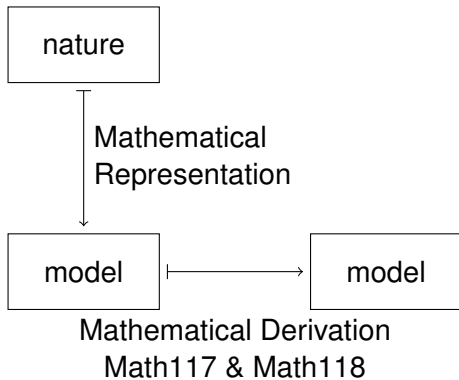 nature
Mathematical
Representation
model
model
Mathematical Derivation
Math117 & Math118